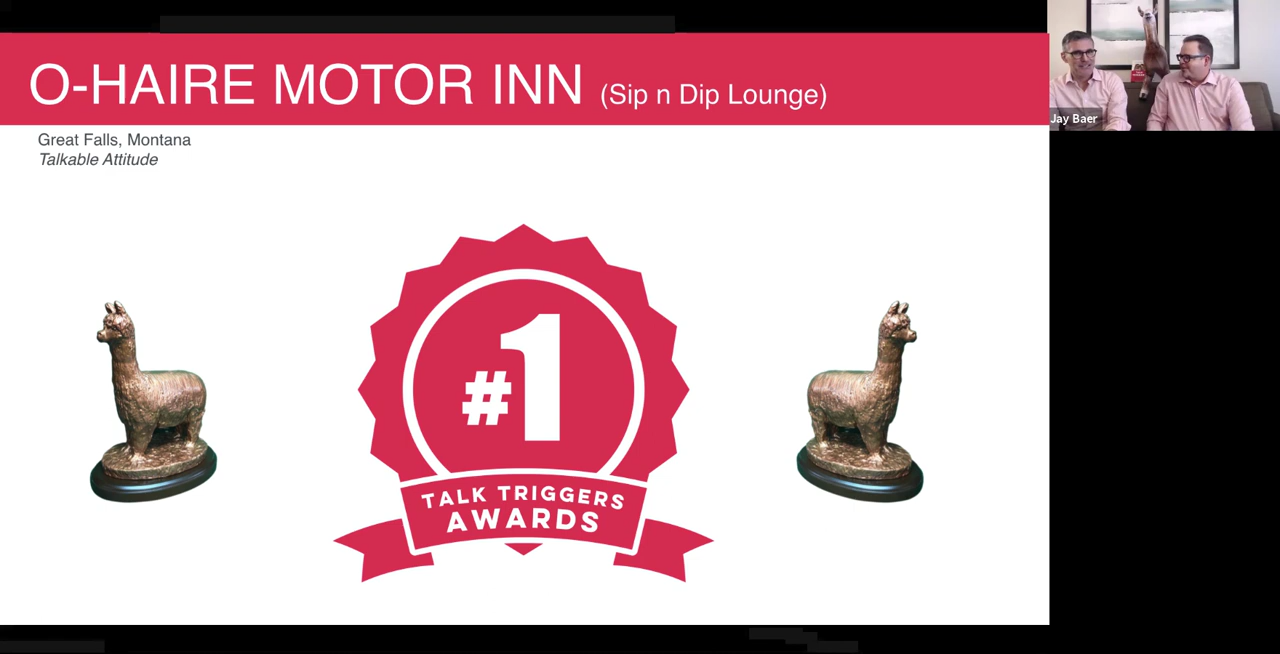 O-HAIRE MOTOR INN (Sip n Dip Lounge)
Great Falls, Montana
Talkable Attitude
#1
TALK TRIGGERS
AWARDS
Jay Baer